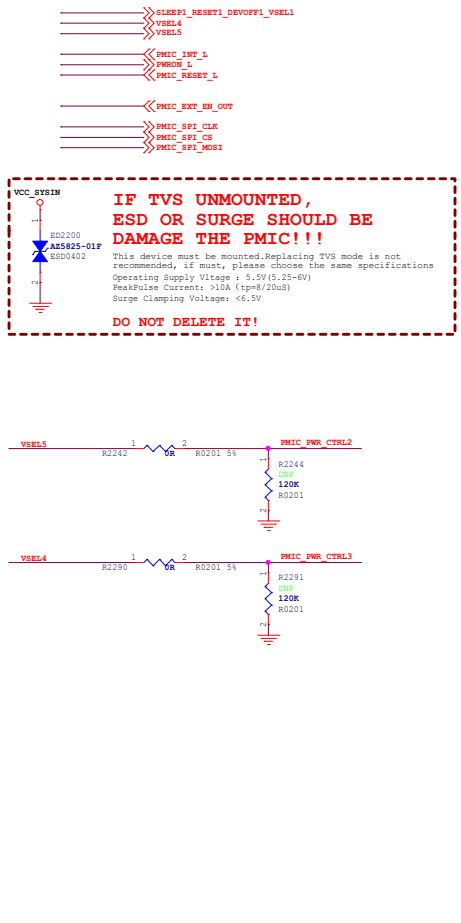 SLEEP1_RESET1_DEVOFF1_VSEL1
VSEL4
VSEL5
PMIC_INT_L
PWRON_L
PMIC_RESET_L
PMIC_EXT_EN_OUT
PMIC_SPI_CLK
PMIC_SPI_CS
PMIC_SPI_MOSI
VCC_SYSIN
1
ED2200
AZ5825-01F
ESD0402
2
IF TVS UNMOUNTED,
ESD OR SURGE SHOULD BE
DAMAGE THE PMIC!!!
This device must be mounted.Replacing TVS mode is not
recommended, if must, please choose the same specifications
Operating Supply Vltage : 5.5V(5.25-6V)
PeakPulse Current: >10A (tp=8/20uS)
Surge Clamping Voltage: <6.5V
DO NOT DELETE IT!
VSEL5 1 2 PMIC_PWR_CTRL2
R2242 0R R0201 5%
1
R2244
DNP
120K
R0201
2
VSEL4 1 2 PMIC_PWR_CTRL3
R2290 0R R0201 5%
1
R2291
DNP
120K
R0201
2